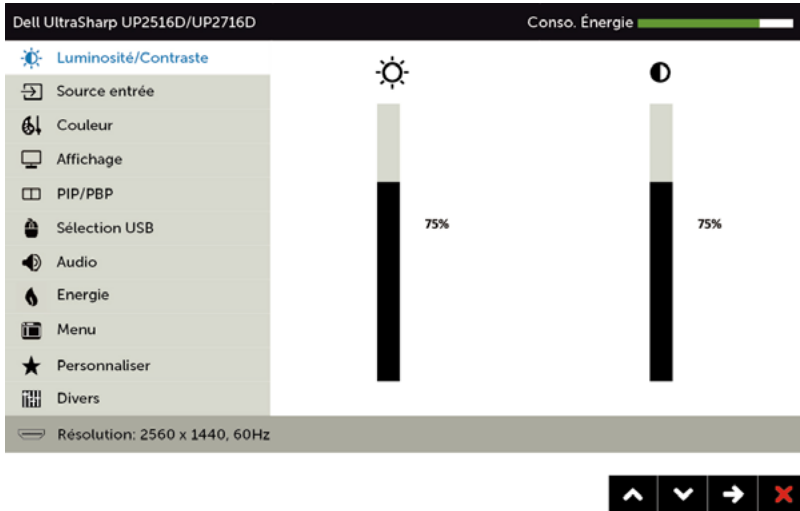 Dell UltraSharp UP2516D/UP2716D
Conso. Énergie
Luminosité/Contraste
Source entrée
Couleur
Affichage
PIP/PBP
Sélection USB
Audio
Energie
Menu
Personnaliser
Divers
75%
75%
Résolution: 2560 x 1440, 60Hz